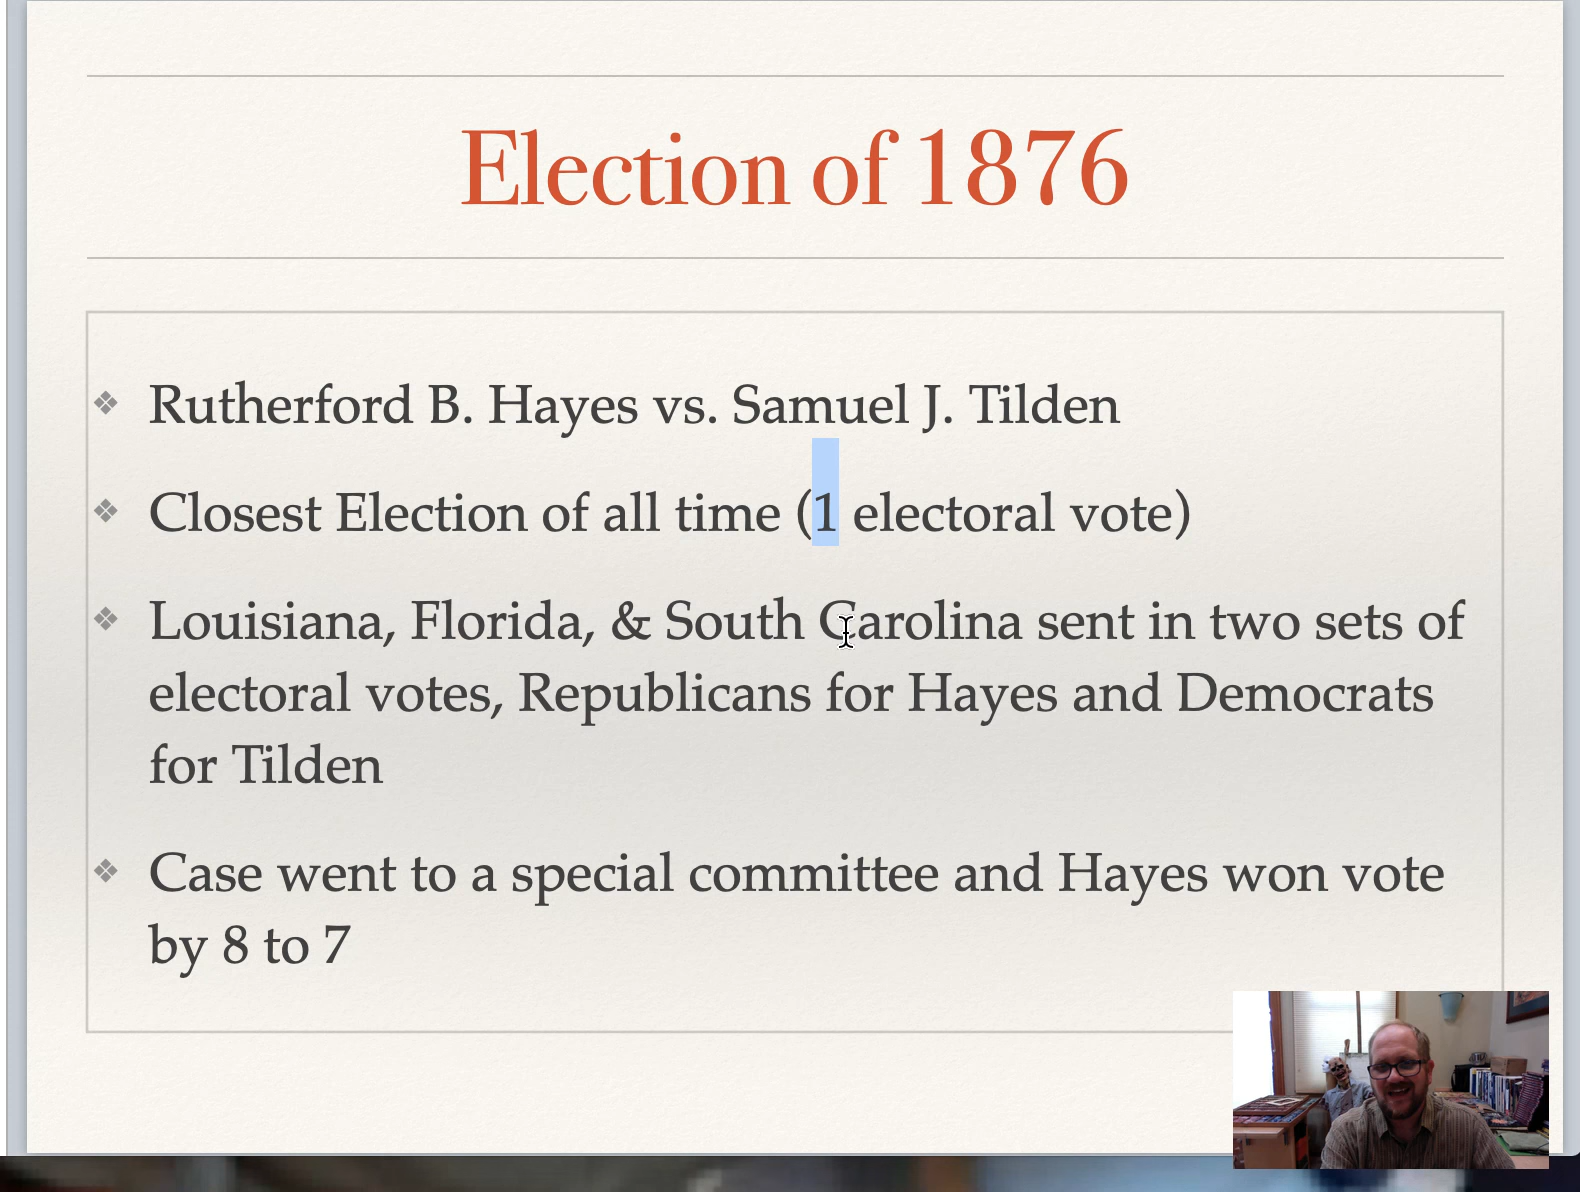 Election of 1876
❖ Rutherford B. Hayes vs. Samuel J. Tilden
❖ Closest Election of all time (1 electoral vote)
❖ Louisiana, Florida, & South Carolina sent in two sets of
electoral votes, Republicans for Hayes and Democrats
for Tilden
❖ Case went to a special committee and Hayes won vote
by 8 to 7